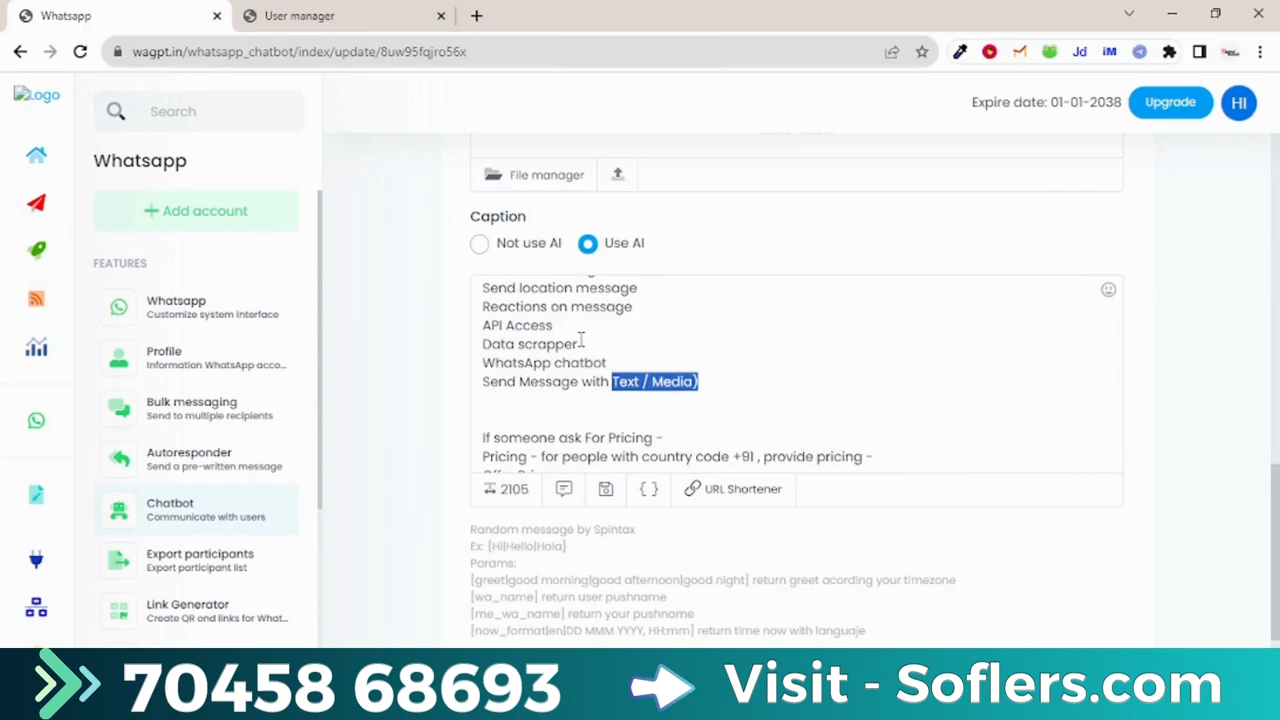 Whatsapp
User manager
wagpt.in/whatsapp_chatbot/index/update/8uw95fqjro56x
Jd
iM
Logo
Search
Expire date: 01-01-2038
Upgrade
HI
Whatsapp
Add account
FEATURES
Whatsapp
Customize system interface
Profile
Information WhatsApp acco...
Bulk messaging
Send to multiple recipients
Autoresponder
Send a pre-written message
Chatbot
Communicate with users
Export participants
Export participant list
Link Generator
Create QR and links for What...
File manager
Caption
Not use AI
Use AI
Send location message
Reactions on message
API Access
Data scrapper
WhatsApp chatbot
Send Message with Text / Media)
If someone ask For Pricing -
Pricing - for people with country code +91 , provide pricing -
2105
{}
URL Shortener
Random message by Spintax
Ex: {Hi|Hello|Hola}
Params:
[greet|good morning|good afternoon|good night] return greet acording your timezone
[wa_name] return user pushname
[me_wa_name] return your pushname
[now_format|en|DD MMM YYYY, HH:mm] return time now with languaje
70458 68693
Visit - Soflers.com